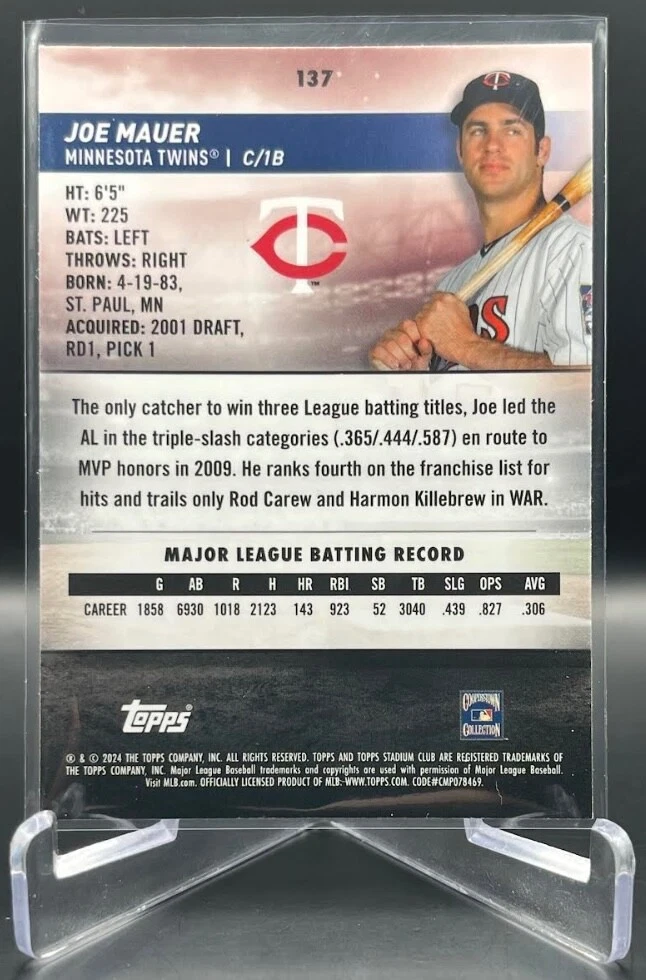 137
JOE MAUER
MINNESOTA TWINS® | C/1B
HT: 6'5"
WT: 225
BATS: LEFT
THROWS: RIGHT
BORN: 4-19-83,
ST. PAUL, MN
ACQUIRED: 2001 DRAFT,
RD1, PICK 1
TC
TM
C
S
The only catcher to win three League batting titles, Joe led the
AL in the triple-slash categories (.365/.444/.587) en route to
MVP honors in 2009. He ranks fourth on the franchise list for
hits and trails only Rod Carew and Harmon Killebrew in WAR.
MAJOR LEAGUE BATTING RECORD
G AB R H HR RBI SB TB SLG OPS AVG
CAREER 1858 6930 1018 2123 143 923 52 3040 .439 .827 .306
topps®
COOPERSTOWN
COLLECTION
® & © 2024 THE TOPPS COMPANY, INC. ALL RIGHTS RESERVED. TOPPS AND TOPPS STADIUM CLUB ARE REGISTERED TRADEMARKS OF
THE TOPPS COMPANY, INC. Major League Baseball trademarks and copyrights are used with permission of Major League Baseball.
Visit MLB.com. OFFICIALLY LICENSED PRODUCT OF MLB. WWW.TOPPS.COM. CODE#CMP078469.